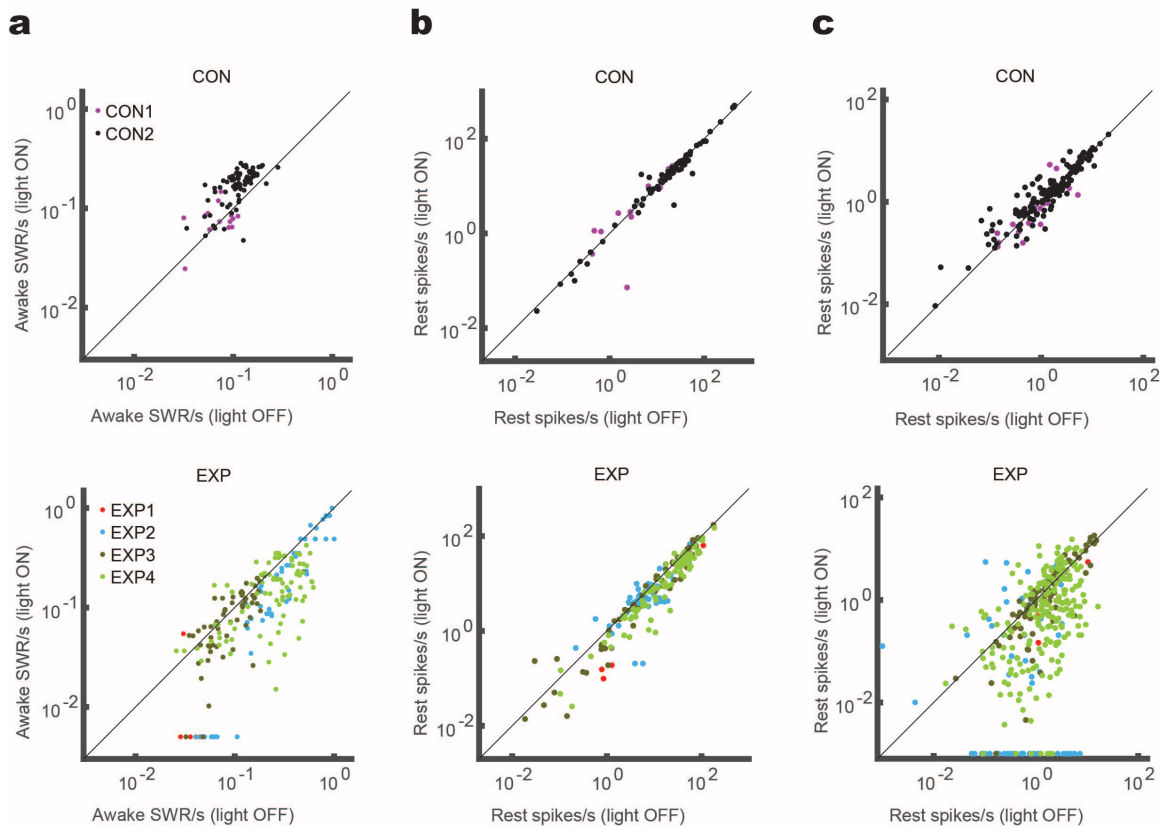 a
CON
CON1
CON2
Awake SWR/s (light ON)
10^0
10^-1
10^-2
10^-2
10^-1
10^0
Awake SWR/s (light OFF)
b
CON
Rest spikes/s (light ON)
10^2
10^0
10^-2
10^-2
10^0
10^2
Rest spikes/s (light OFF)
c
CON
Rest spikes/s (light ON)
10^2
10^0
10^-2
10^-2
10^0
10^2
Rest spikes/s (light OFF)
EXP
EXP1
EXP2
EXP3
EXP4
Awake SWR/s (light ON)
10^0
10^-1
10^-2
10^-2
10^-1
10^0
Awake SWR/s (light OFF)
EXP
Rest spikes/s (light ON)
10^2
10^0
10^-2
10^-2
10^0
10^2
Rest spikes/s (light OFF)
EXP
Rest spikes/s (light ON)
10^2
10^0
10^-2
10^-2
10^0
10^2
Rest spikes/s (light OFF)